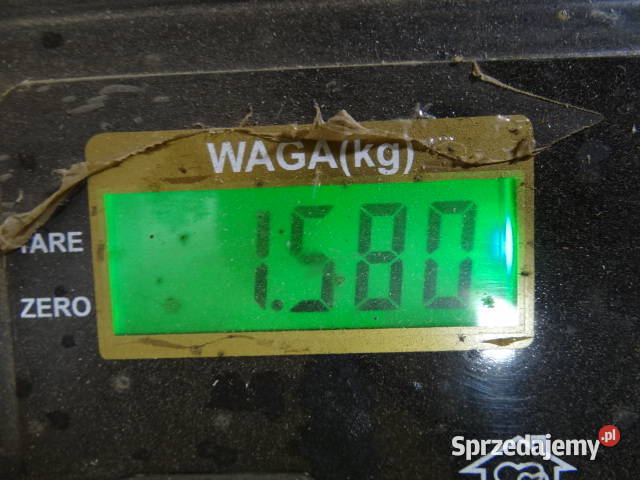 WAGA(kg)
TARE
1.580
ZERO
Sprzedajemy.pl